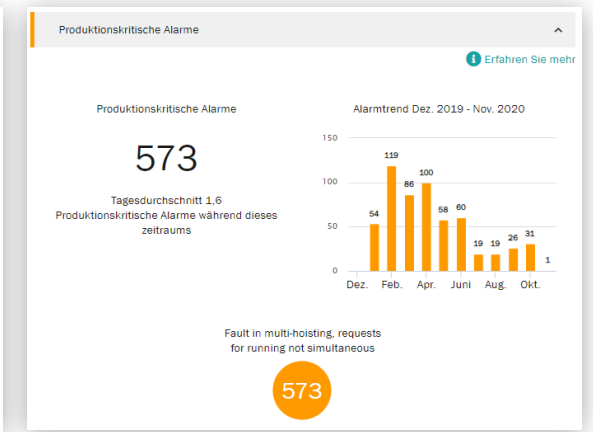 Produktionskritische Alarme
Erfahren Sie mehr
Produktionskritische Alarme
573
Tagesdurchschnitt 1,6
Produktionskritische Alarme während dieses
zeitraums
Alarmtrend Dez. 2019 - Nov. 2020
150
100
50
0
54
119
86
100
58
60
19
19
26
31
1
Dez.
Feb.
Apr.
Juni
Aug.
Okt.
Fault in multi-hoisting, requests
for running not simultaneous
573